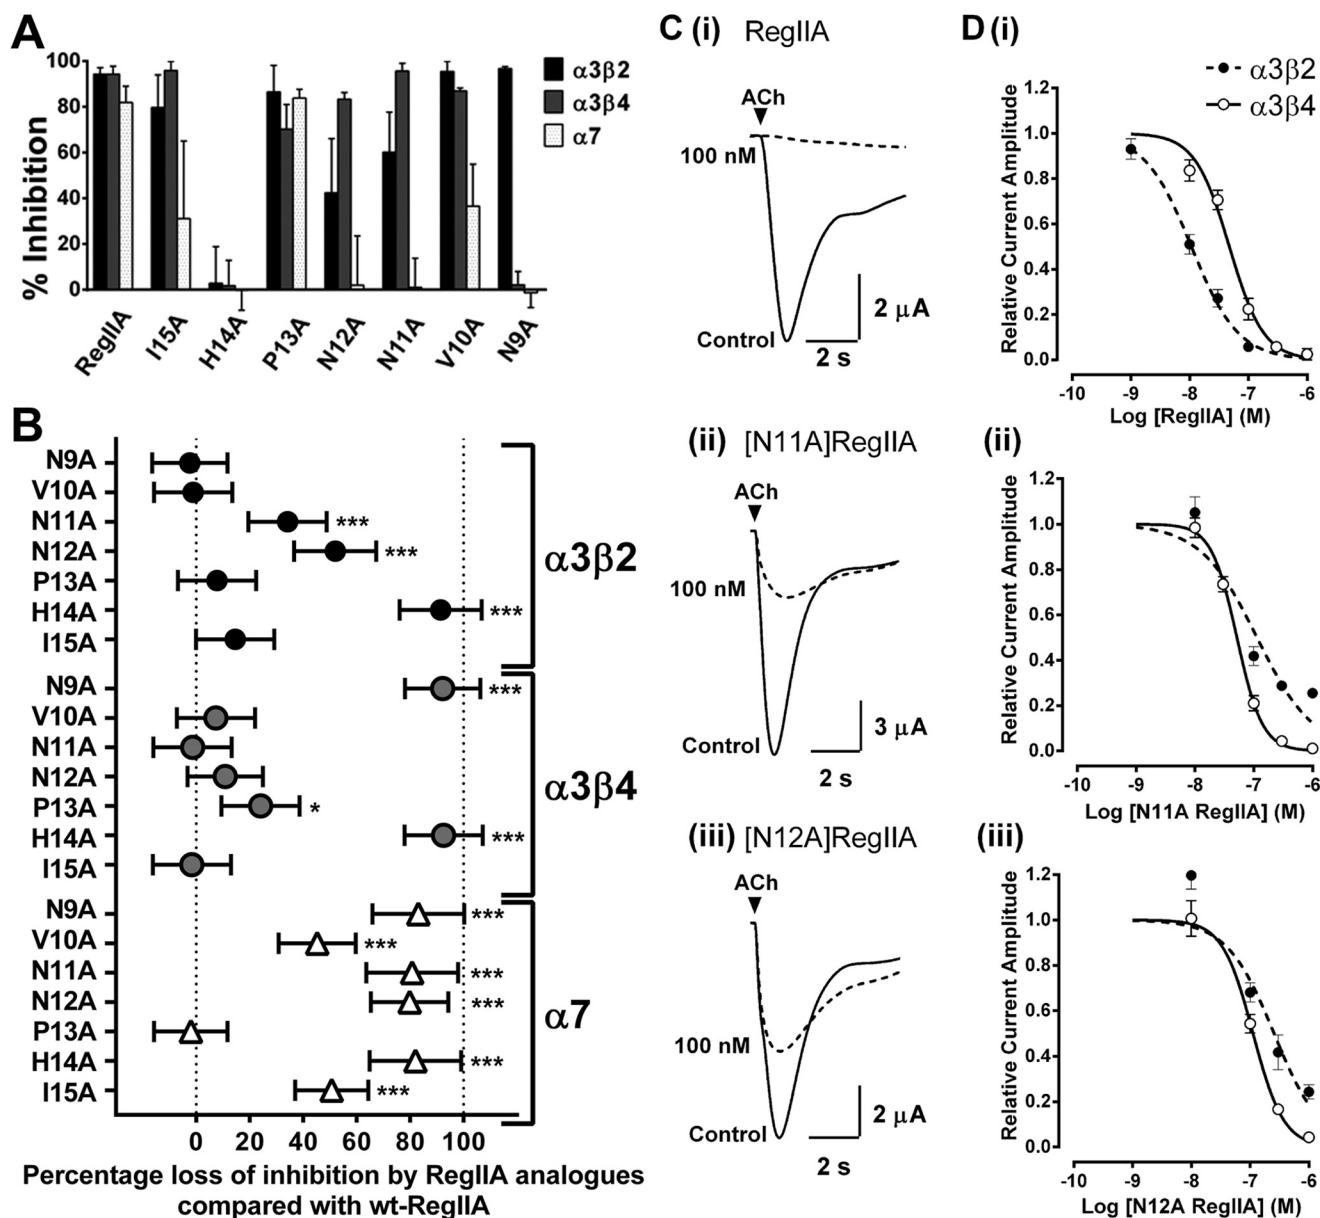 A
% Inhibition
100
80
60
40
20
0
α3β2
α3β4
α7
RegIIA
I15A
H14A
P13A
N12A
N11A
V10A
N9A
B
N9A
V10A
N11A
***
N12A
***
P13A
H14A
***
I15A
α3β2
N9A
***
V10A
N11A
N12A
P13A
*
H14A
***
I15A
α3β4
N9A
***
V10A
***
N11A
***
N12A
***
P13A
H14A
***
I15A
***
α7
0 20 40 60 80 100
Percentage loss of inhibition by RegIIA analogues
compared with wt-RegIIA
C (i) RegIIA
ACh
100 nM
Control
2 μA
2 s
(ii) [N11A]RegIIA
ACh
100 nM
Control
3 μA
2 s
(iii) [N12A]RegIIA
ACh
100 nM
Control
2 μA
2 s
D (i)
α3β2
α3β4
Relative Current Amplitude
1.2
1.0
0.8
0.6
0.4
0.2
0.0
-10 -9 -8 -7 -6
Log [RegIIA] (M)
(ii)
Relative Current Amplitude
1.2
1.0
0.8
0.6
0.4
0.2
0.0
-10 -9 -8 -7 -6
Log [N11A RegIIA] (M)
(iii)
Relative Current Amplitude
1.2
1.0
0.8
0.6
0.4
0.2
0.0
-10 -9 -8 -7 -6
Log [N12A RegIIA] (M)